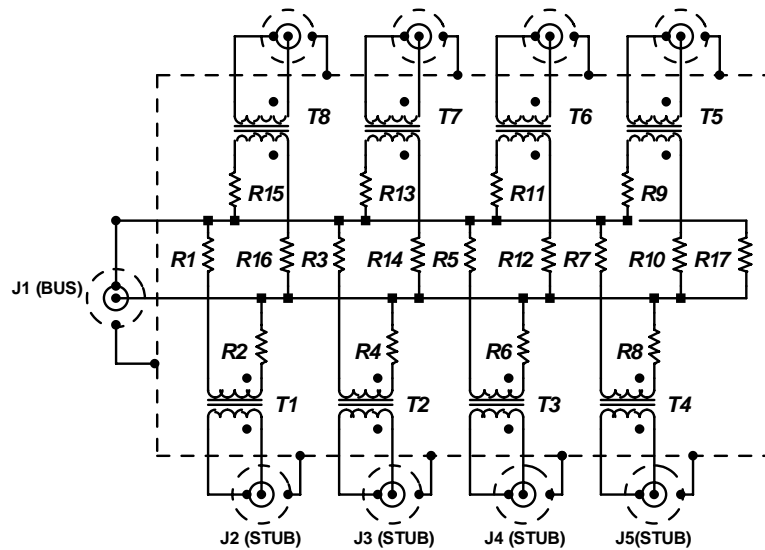 T8 T7 T6 T5
R15 R13 R11 R9
R1 R16 R3 R14 R5 R12 R7 R10 R17
J1 (BUS)
R2 R4 R6 R8
T1 T2 T3 T4
J2 (STUB) J3 (STUB) J4 (STUB) J5(STUB)